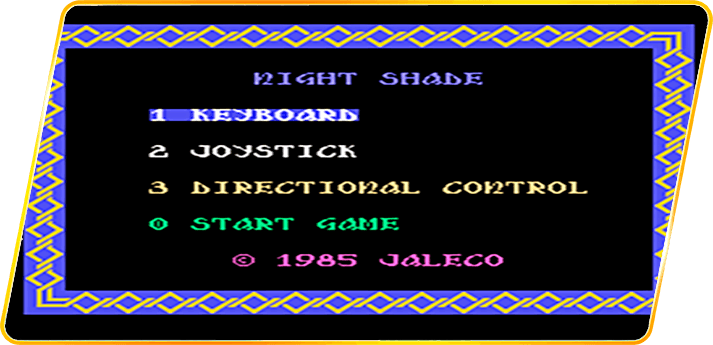 NIGHT SHADE
1 KEYBOARD
2 JOYSTICK
3 DIRECTIONAL CONTROL
0 START GAME
© 1985 JALECO